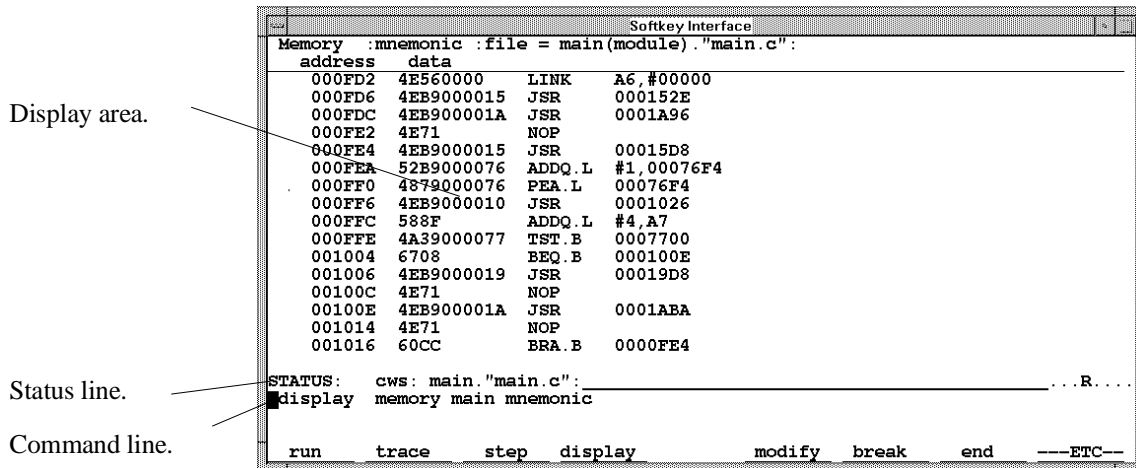 Softkey Interface
Memory :mnemonic :file = main(module)."main.c":
address data
000FD2 4E560000 LINK A6,#00000
000FD6 4EB9000015 JSR 000152E
Display area.
000FDC 4EB900001A JSR 0001A96
000FE2 4E71 NOP
000FE4 4EB9000015 JSR 00015D8
000FEA 52B9000076 ADDQ.L #1,00076F4
000FF0 4879000076 PEA.L 00076F4
000FF6 4EB9000010 JSR 0001026
000FFC 588F ADDQ.L #4,A7
000FFE 4A39000077 TST.B 0007700
001004 6708 BEQ.B 000100E
001006 4EB9000019 JSR 00019D8
00100C 4E71 NOP
00100E 4EB900001A JSR 0001ABA
001014 4E71 NOP
001016 60CC BRA.B 0000FE4
Status line.
STATUS: cws: main."main.c":...R....
display memory main mnemonic
Command line.
run trace step display modify break end ---ETC--